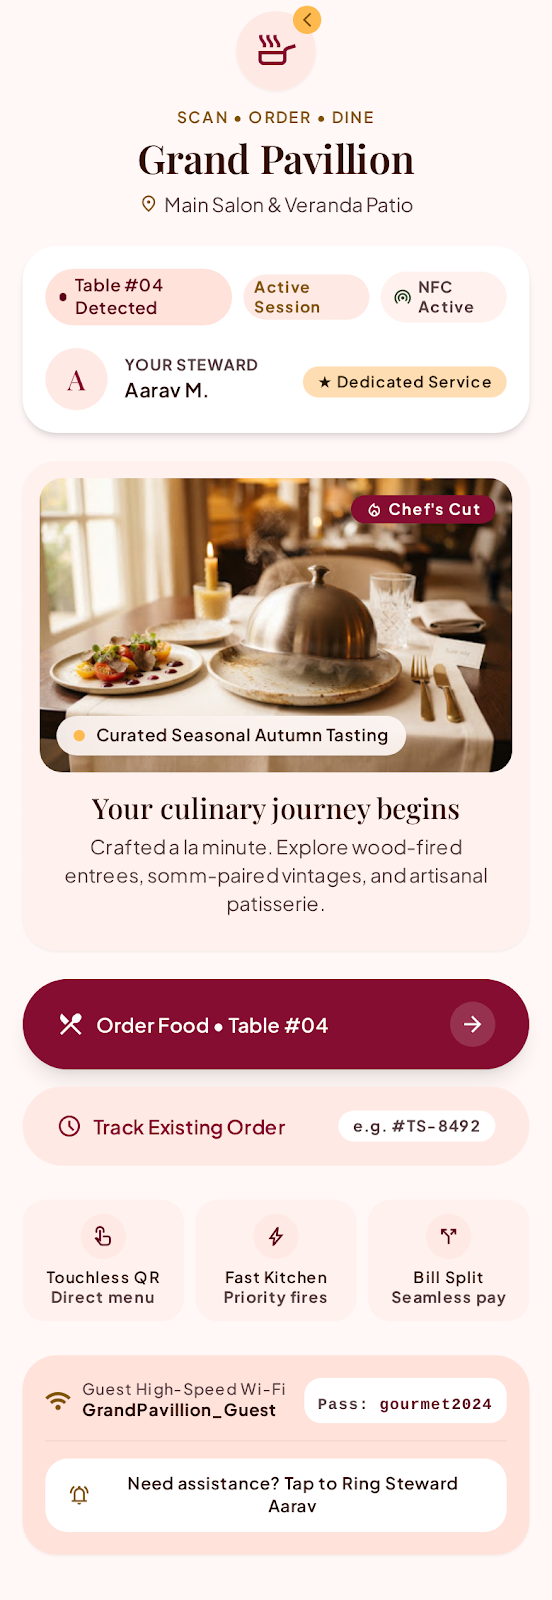 SCAN • ORDER • DINE
Grand Pavillion
Main Salon & Veranda Patio
Table #04
Detected
Active
Session
NFC
Active
A
YOUR STEWARD
Aarav M.
★ Dedicated Service
Chef's Cut
Curated Seasonal Autumn Tasting
Your culinary journey begins
Crafted a la minute. Explore wood-fired
entrees, somm-paired vintages, and artisanal
patisserie.
Order Food • Table #04
Track Existing Order
e.g. #TS-8492
Touchless QR
Direct menu
Fast Kitchen
Priority fires
Bill Split
Seamless pay
Guest High-Speed Wi-Fi
GrandPavillion_Guest
Pass: gourmet2024
Need assistance? Tap to Ring Steward
Aarav